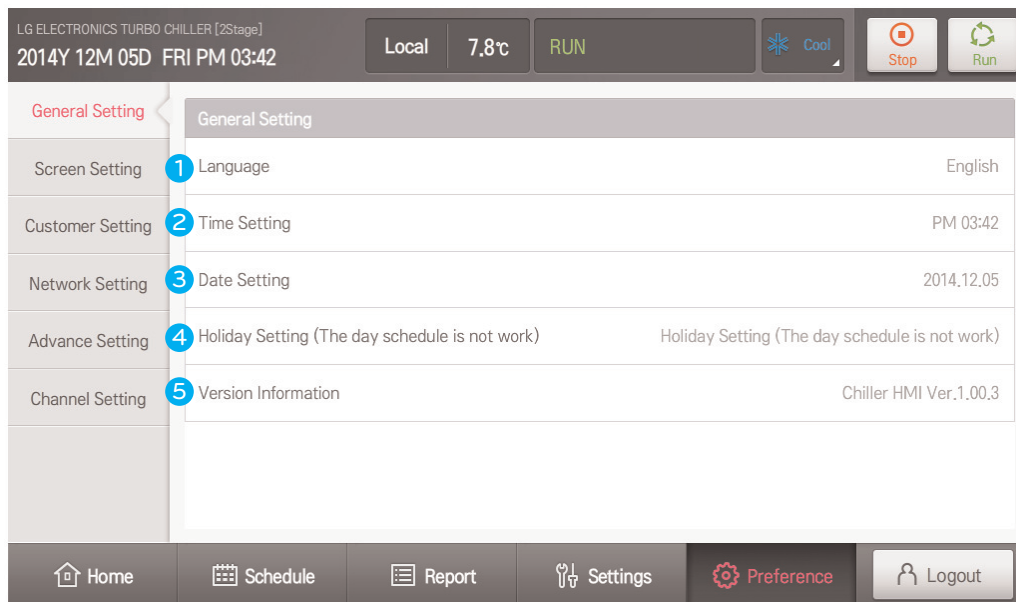 LG ELECTRONICS TURBO CHILLER [2Stage]
2014Y 12M 05D FRI PM 03:42
Local 7.8℃ RUN Cool Stop Run
General Setting
Screen Setting
Customer Setting
Network Setting
Advance Setting
Channel Setting
General Setting
1 Language English
2 Time Setting PM 03:42
3 Date Setting 2014.12.05
4 Holiday Setting (The day schedule is not work) Holiday Setting (The day schedule is not work)
5 Version Information Chiller HMI Ver.1.00.3
Home Schedule Report Settings Preference Logout